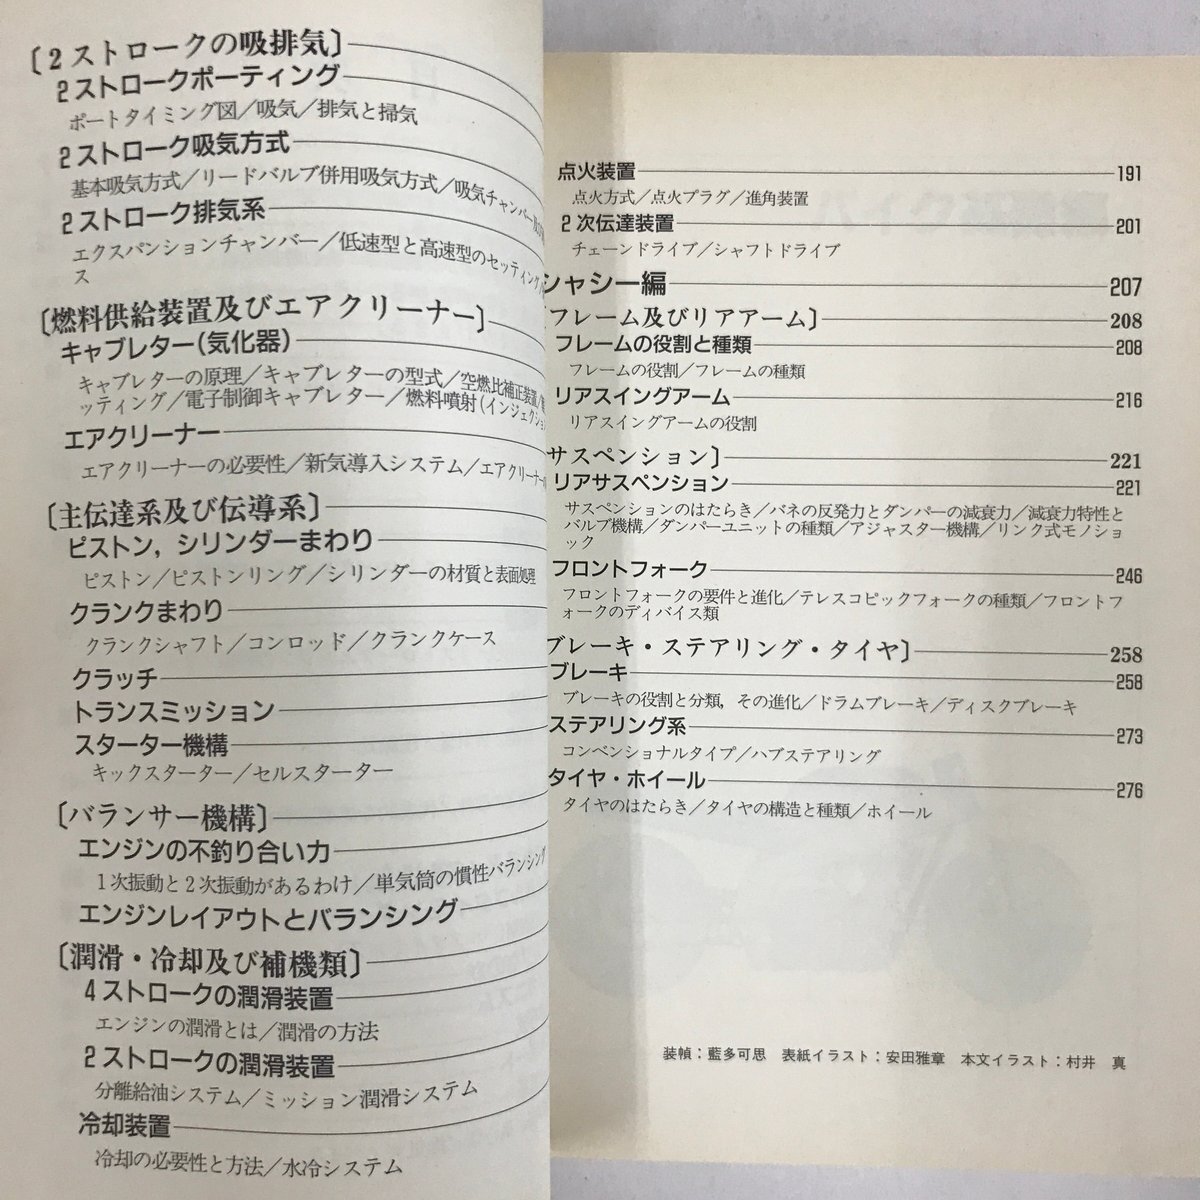 〔2ストロークの吸排気〕
2ストロークポーティング
ポートタイミング図／吸気／排気と掃気
2ストローク吸気方式
基本吸気方式／リードバルブ併用吸気方式／吸気チャンバー
2ストローク排気系
エクスパンションチャンバー／低速型と高速型のセッティング
ス
〔燃料供給装置及びエアクリーナー〕
キャブレター(気化器)
キャブレターの原理／キャブレターの型式／空燃比補正装置／
ッティング／電子制御キャブレター／燃料噴射(インジェクション
エアクリーナー
エアクリーナーの必要性／新気導入システム／エアクリーナーの
〔主伝達系及び伝導系〕
ピストン，シリンダーまわり
ピストン／ピストンリング／シリンダーの材質と表面処理
クランクまわり
クランクシャフト／コンロッド／クランクケース
クラッチ
トランスミッション
スターター機構
キックスターター／セルスターター
〔バランサー機構〕
エンジンの不釣り合い力
1次振動と2次振動があるわけ／単気筒の慣性バランシング
エンジンレイアウトとバランシング
〔潤滑・冷却及び補機類〕
4ストロークの潤滑装置
エンジンの潤滑とは／潤滑の方法
2ストロークの潤滑装置
分離給油システム／ミッション潤滑システム
冷却装置
冷却の必要性と方法／水冷システム
点火装置 191
点火方式／点火プラグ／進角装置
2次伝達装置 201
チェーンドライブ／シャフトドライブ
シャシー編 207
フレーム及びリアアーム〕 208
フレームの役割と種類 208
フレームの役割／フレームの種類
リアスイングアーム 216
リアスイングアームの役割
サスペンション〕 221
リアサスペンション 221
サスペンションのはたらき／バネの反発力とダンパーの減衰力／減衰力特性と
バルブ機構／ダンパーユニットの種類／アジャスター機構／リンク式モノショ
ック
フロントフォーク 246
フロントフォークの要件と進化／テレスコピックフォークの種類／フロントフ
ォークのディバイス類
ブレーキ・ステアリング・タイヤ〕 258
ブレーキ 258
ブレーキの役割と分類，その進化／ドラムブレーキ／ディスクブレーキ
ステアリング系 273
コンベンショナルタイプ／ハブステアリング
タイヤ・ホイール 276
タイヤのはたらき／タイヤの構造と種類／ホイール
装幀：藍多可思　表紙イラスト：安田雅章　本文イラスト：村井　真